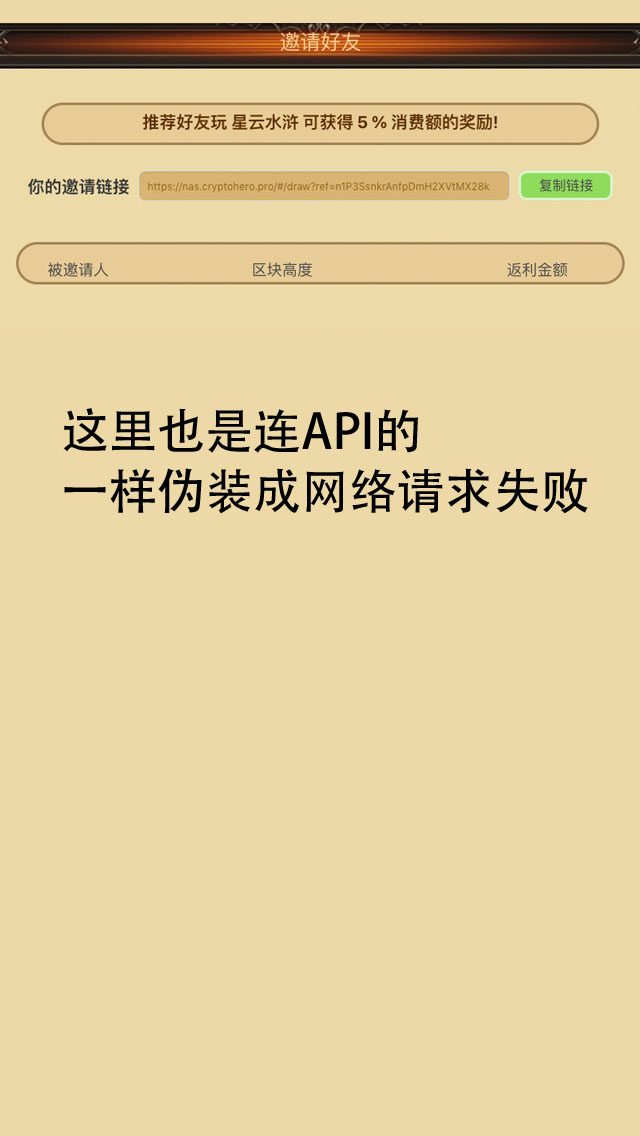 邀请好友
推荐好友玩 星云水浒 可获得 5 % 消费额的奖励!
你的邀请链接 https://nas.cryptohero.pro/#/draw?ref=n1P3SsnkrAnfpDmH2XVtMX28k 复制链接
被邀请人 区块高度 返利金额
这里也是连API的
一样伪装成网络请求失败